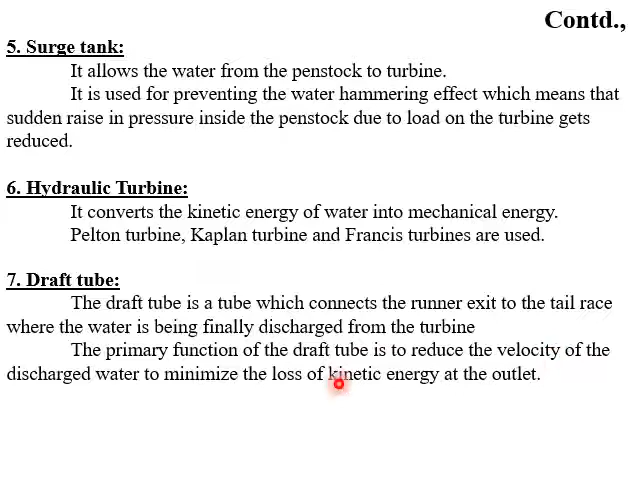 Contd.,
5. Surge tank:
It allows the water from the penstock to turbine.
It is used for preventing the water hammering effect which means that
sudden raise in pressure inside the penstock due to load on the turbine gets
reduced.
6. Hydraulic Turbine:
It converts the kinetic energy of water into mechanical energy.
Pelton turbine, Kaplan turbine and Francis turbines are used.
7. Draft tube:
The draft tube is a tube which connects the runner exit to the tail race
where the water is being finally discharged from the turbine
The primary function of the draft tube is to reduce the velocity of the
discharged water to minimize the loss of kinetic energy at the outlet.